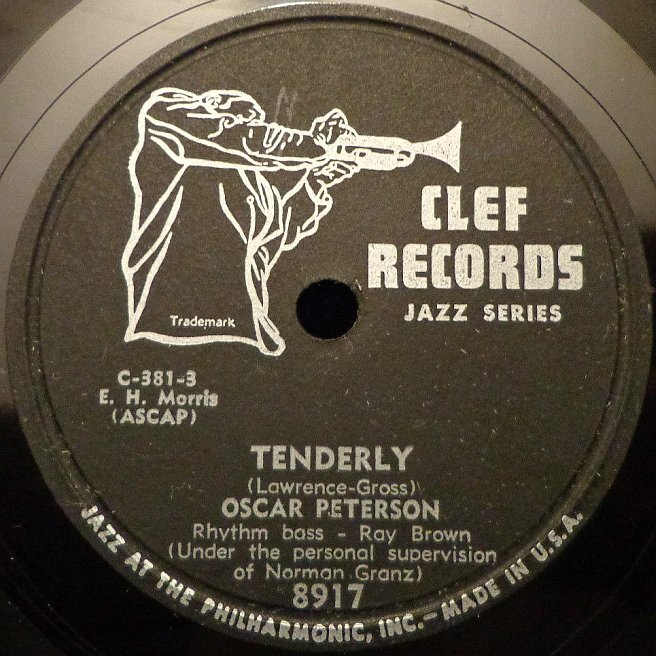 CLEF
RECORDS
JAZZ SERIES
Trademark
C-381-3
E. H. Morris
(ASCAP)
TENDERLY
(Lawrence-Gross)
OSCAR PETERSON
Rhythm bass - Ray Brown
(Under the personal supervision
of Norman Granz)
8917
JAZZ AT THE PHILHARMONIC, INC.—MADE IN U.S.A.